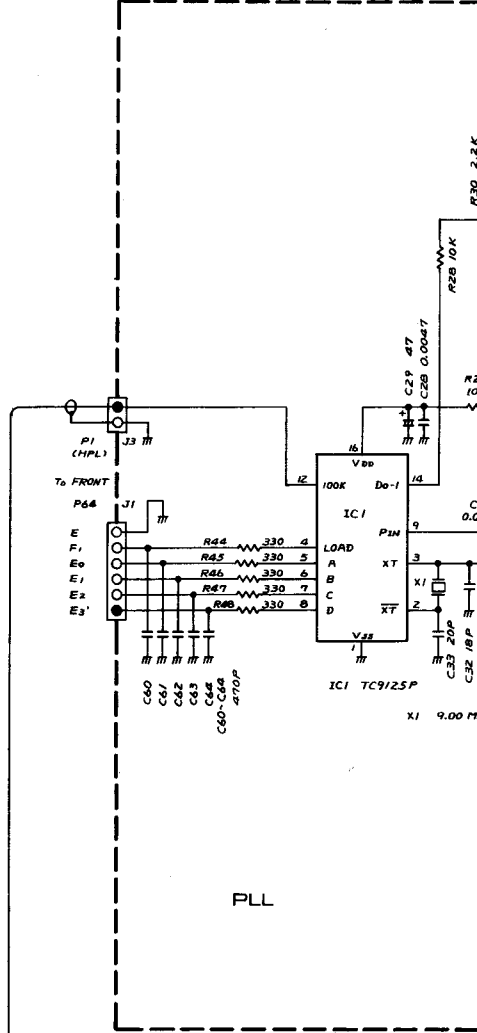 R30 2.2K
R28 10K
C29 47
C28 0.0047
+
16
VDD
12 100K Do-1 14
IC1
PIN 9
4 LOAD
5 A XT 3
6 B
7 C
8 D XT 2
VSS
1
IC1 TC9125P
X1
X1 9.00 M
C33 20P
C32 18P
P1
(HPL)
J3
To FRONT
P64 J1
E
F1 R44 330
E0 R45 330
E1 R46 330
E2 R47 330
E3' R48 330
C60
C61
C62
C63
C64
C60~C64
470P
PLL